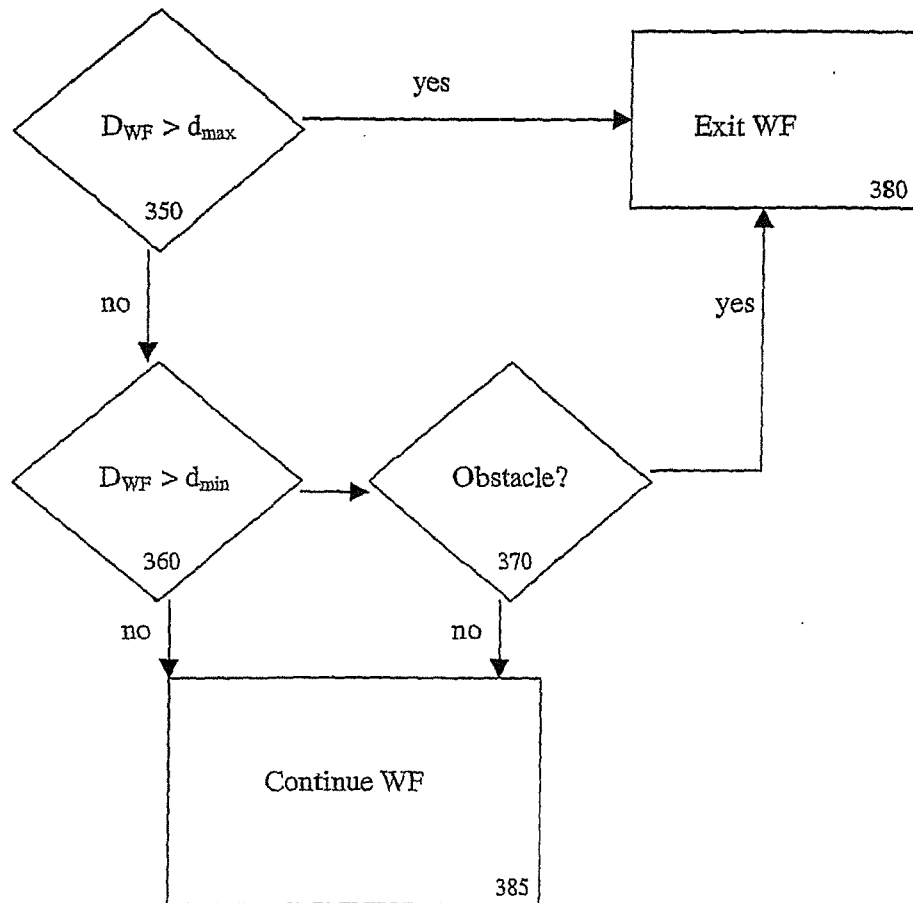 D_WF > d_max
350
yes
Exit WF
380
no
yes
D_WF > d_min
360
Obstacle?
370
no
no
Continue WF
385